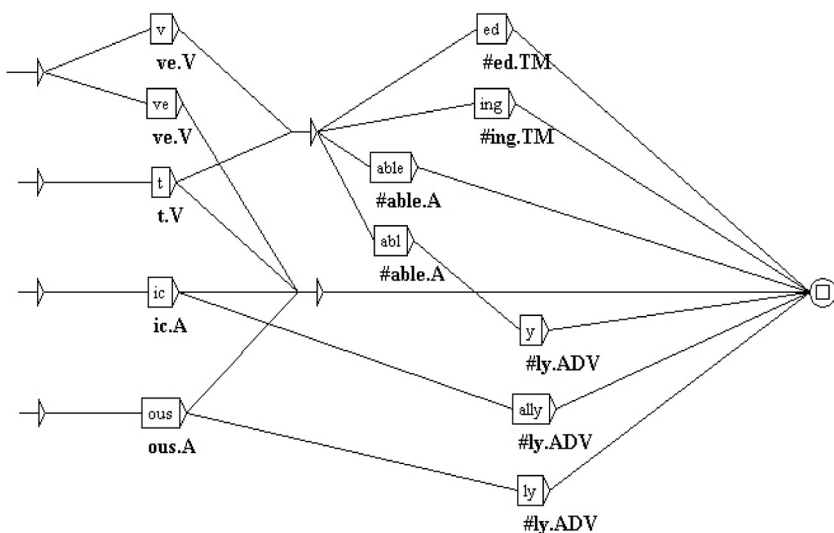 v
ve.V
ve
ve.V
t
t.V
ic
ic.A
ous
ous.A
ed
#ed.TM
ing
#ing.TM
able
#able.A
abl
#able.A
y
#ly.ADV
ally
#ly.ADV
ly
#ly.ADV